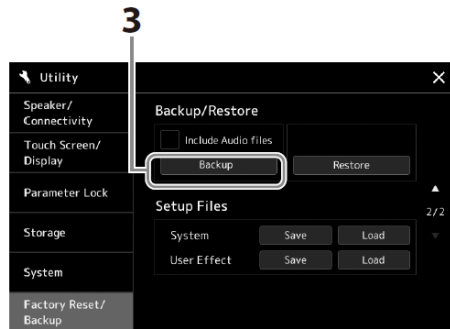 3
Utility
Speaker/
Connectivity
Touch Screen/
Display
Parameter Lock
Storage
System
Factory Reset/
Backup
Backup/Restore
Include Audio files
Backup
Restore
Setup Files
System
Save
Load
User Effect
Save
Load
2/2